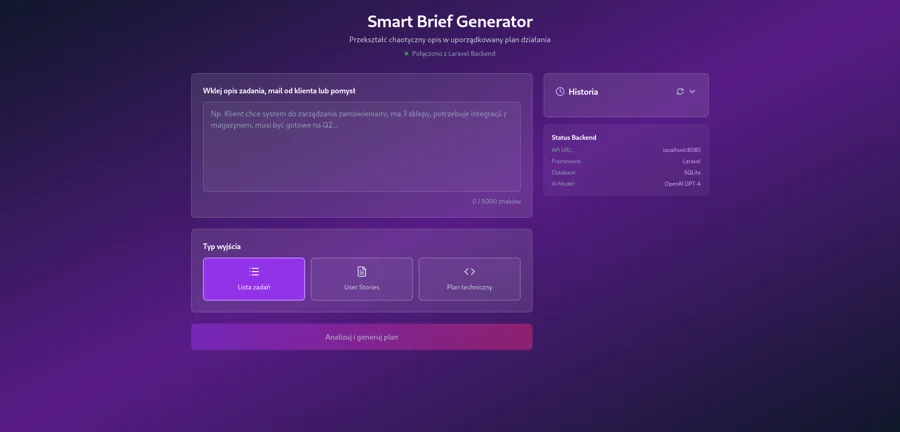 Smart Brief Generator
Przekształć chaotyczny opis w uporządkowany plan działania
Połączono z Laravel Backend
Wklej opis zadania, mail od klienta lub pomysł
Np. Klient chce system do zarządzania zamówieniami, ma 3 sklepy, potrzebuje integracji z
magazynem, musi być gotowe na Q2...
0 / 5000 znaków
Typ wyjścia
Lista zadań
User Stories
Plan techniczny
Analizuj i generuj plan
Historia
Status Backend
API URL: localhost:8080
Framework: Laravel
Database: SQLite
AI Model: OpenAI GPT-4